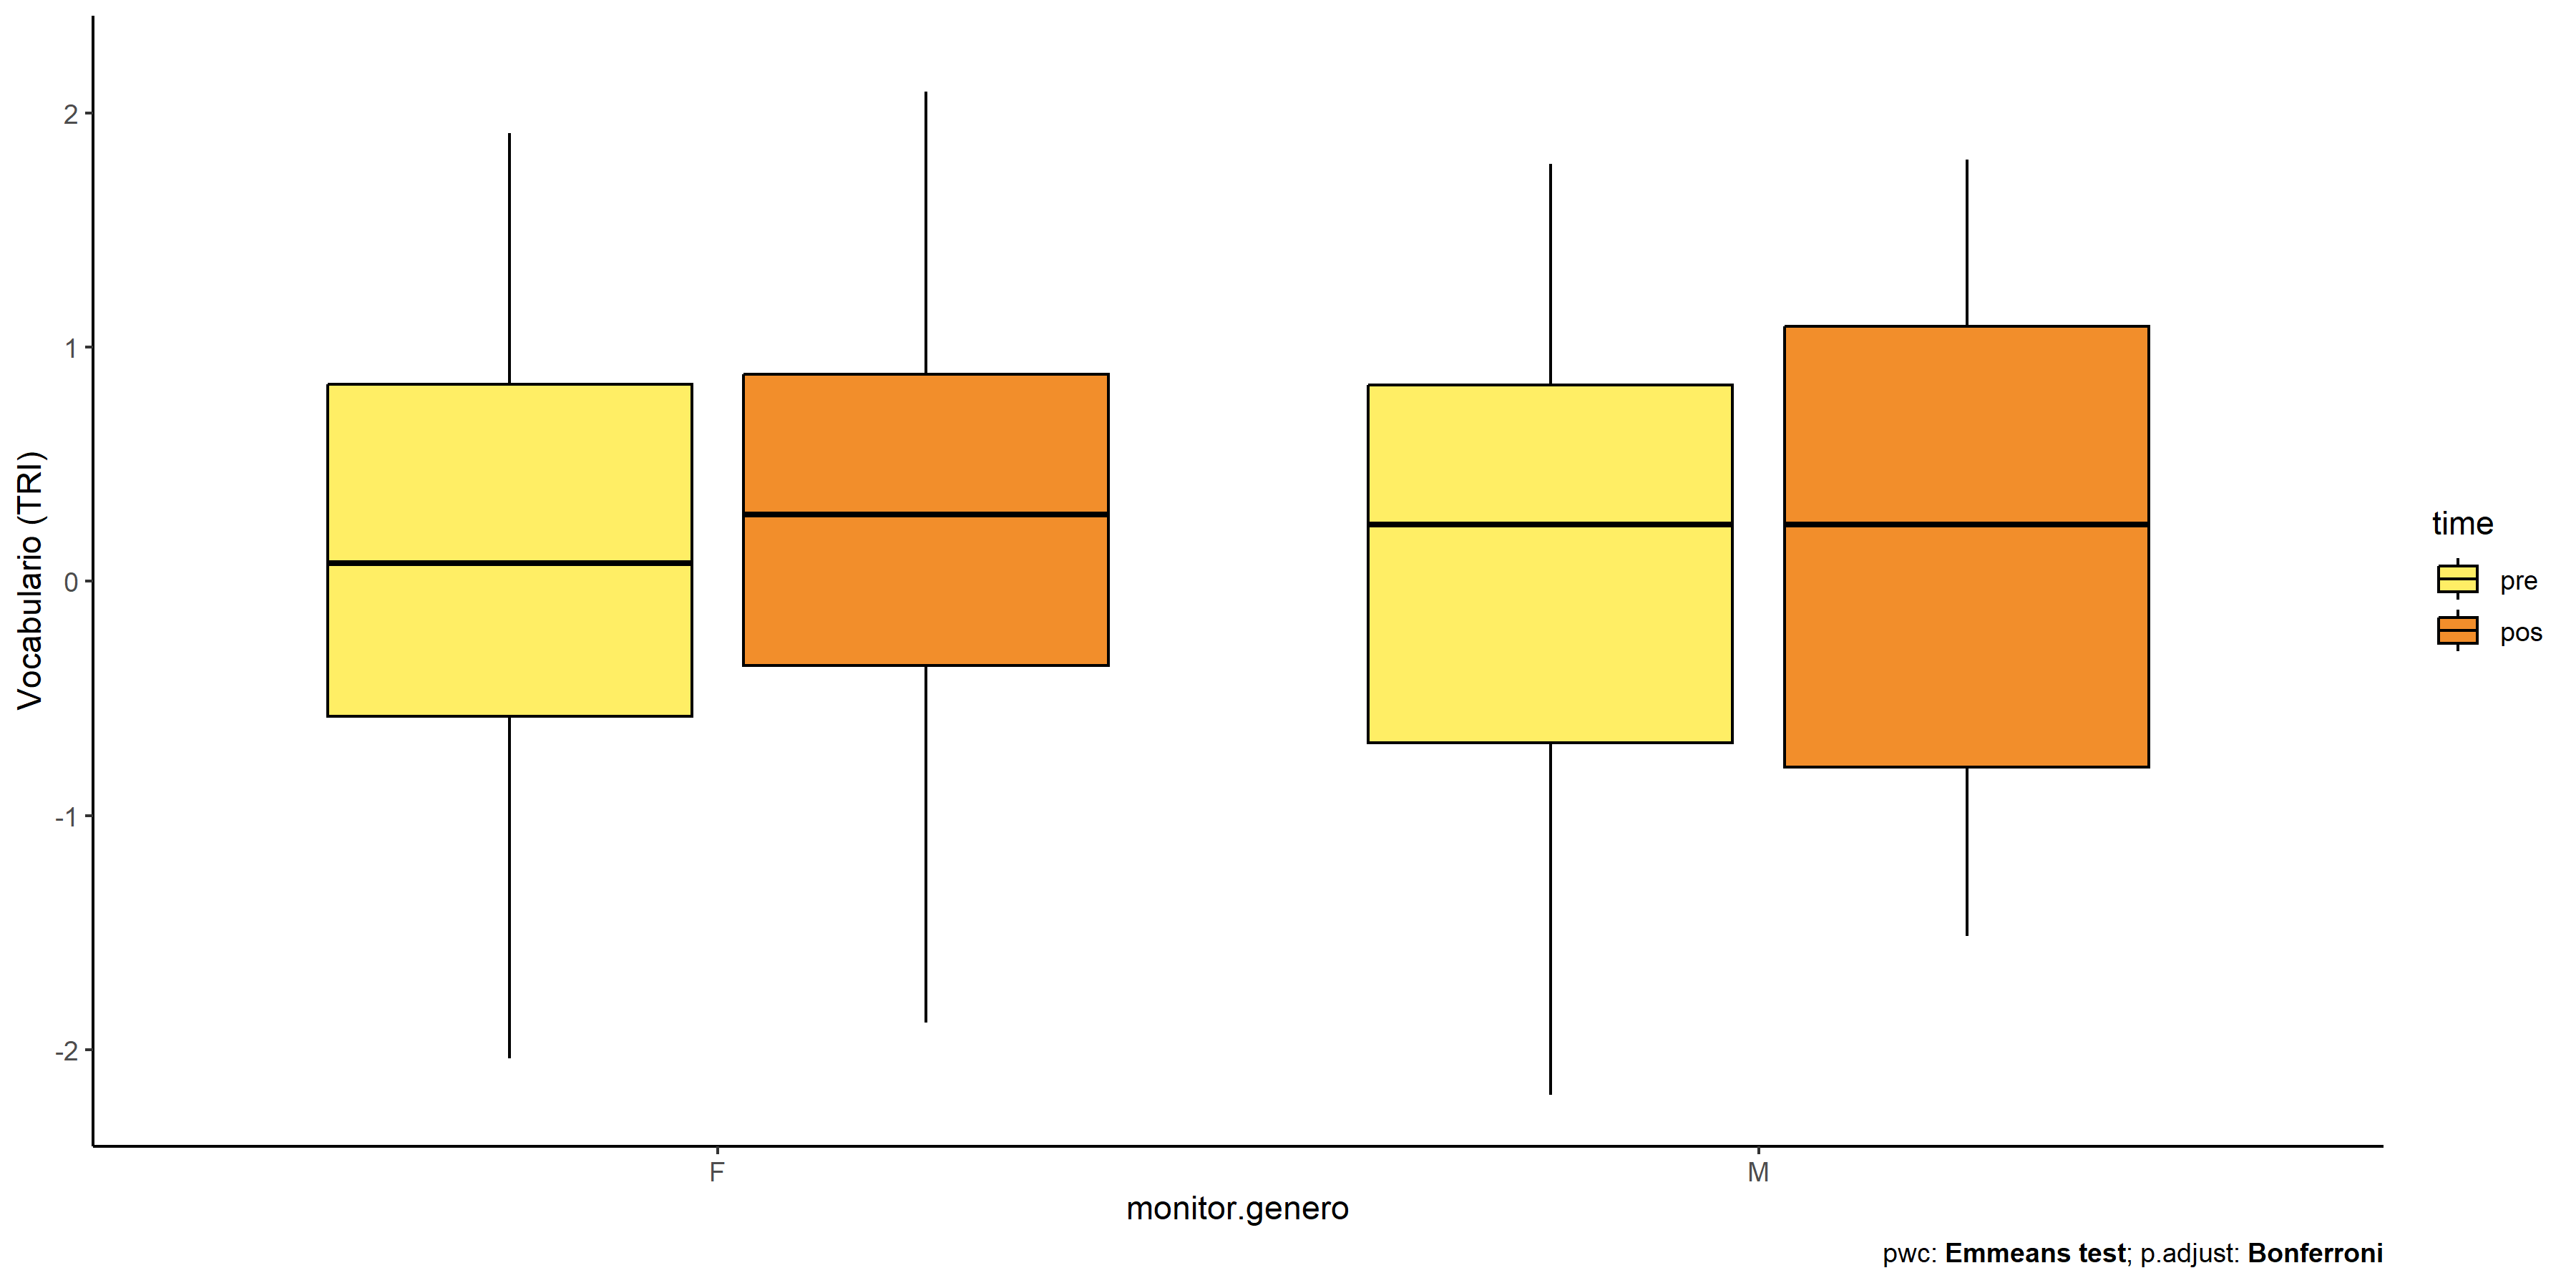 Vocabulario (TRI)
2
1
0
-1
-2
F
M
monitor.genero
time
pre
pos
pwc: Emmeans test; p.adjust: Bonferroni